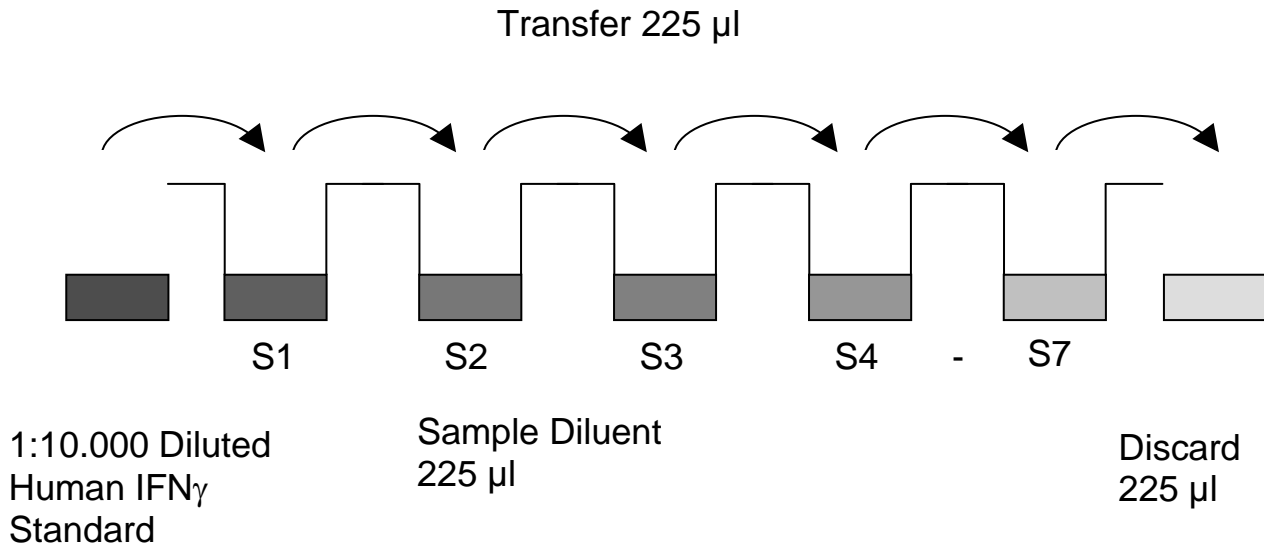 Transfer 225 µl
S1 S2 S3 S4 - S7
1:10.000 Diluted
Human IFNγ
Standard
Sample Diluent
225 µl
Discard
225 µl